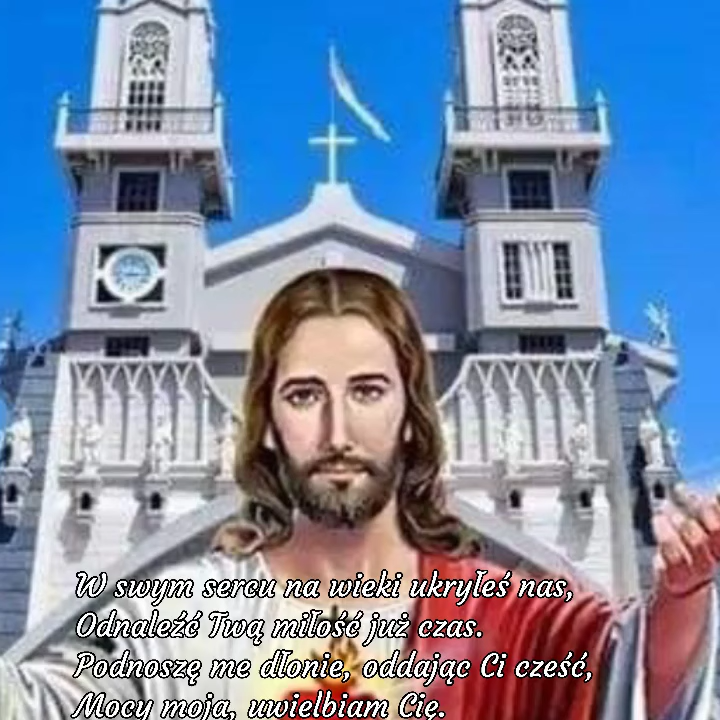 W swym sercu na wieki ukryłeś nas,
Odnaleźć Twą miłość już czas.
Podnoszę me dłonie, oddając Ci cześć,
Mocy moja, uwielbiam Cię.